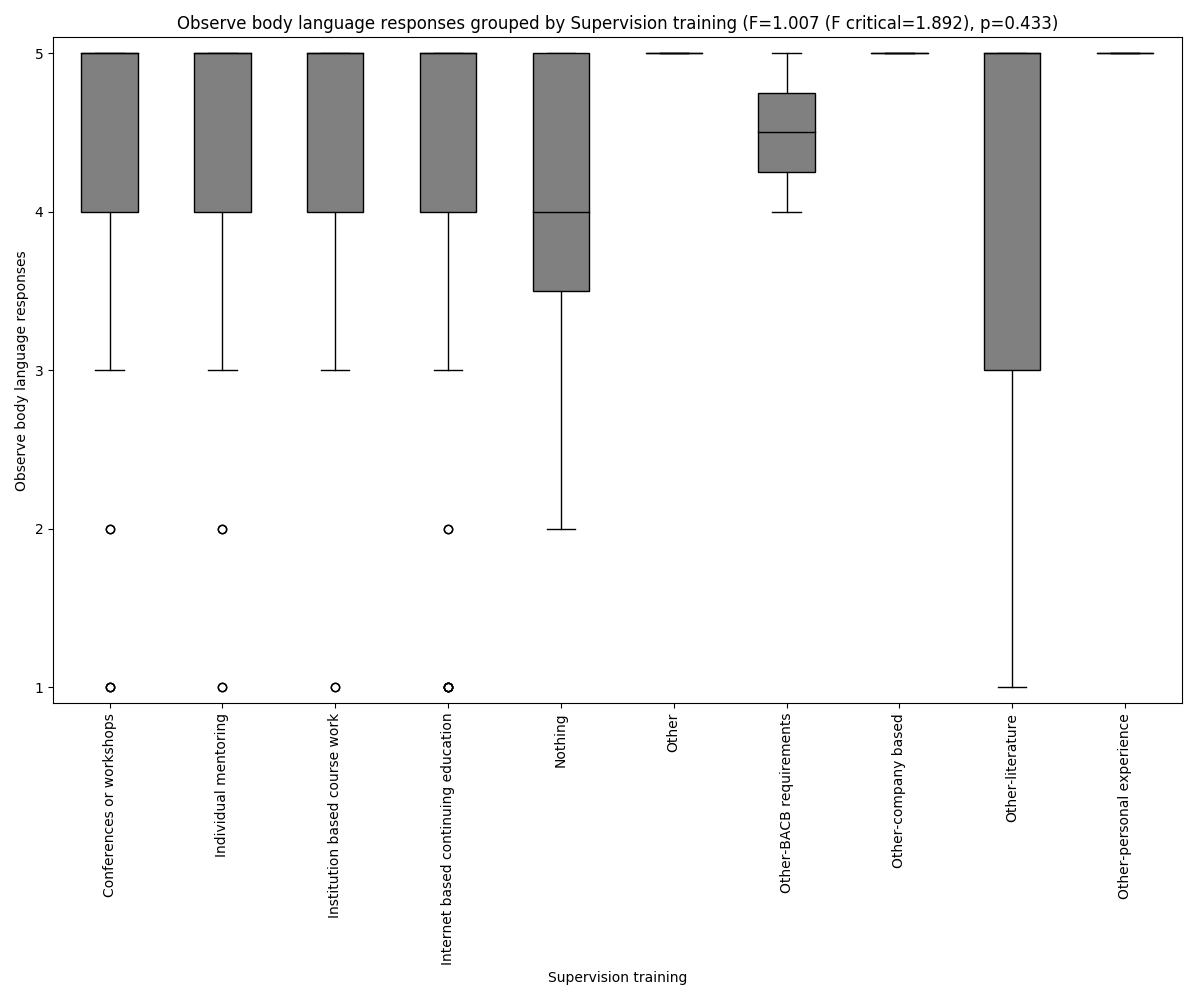 Observe body language responses grouped by Supervision training (F=1.007 (F critical=1.892), p=0.433)
Observe body language responses
5
4
3
2
1
Conferences or workshops
Individual mentoring
Institution based course work
Internet based continuing education
Nothing
Other
Other-BACB requirements
Other-company based
Other-literature
Other-personal experience
Supervision training